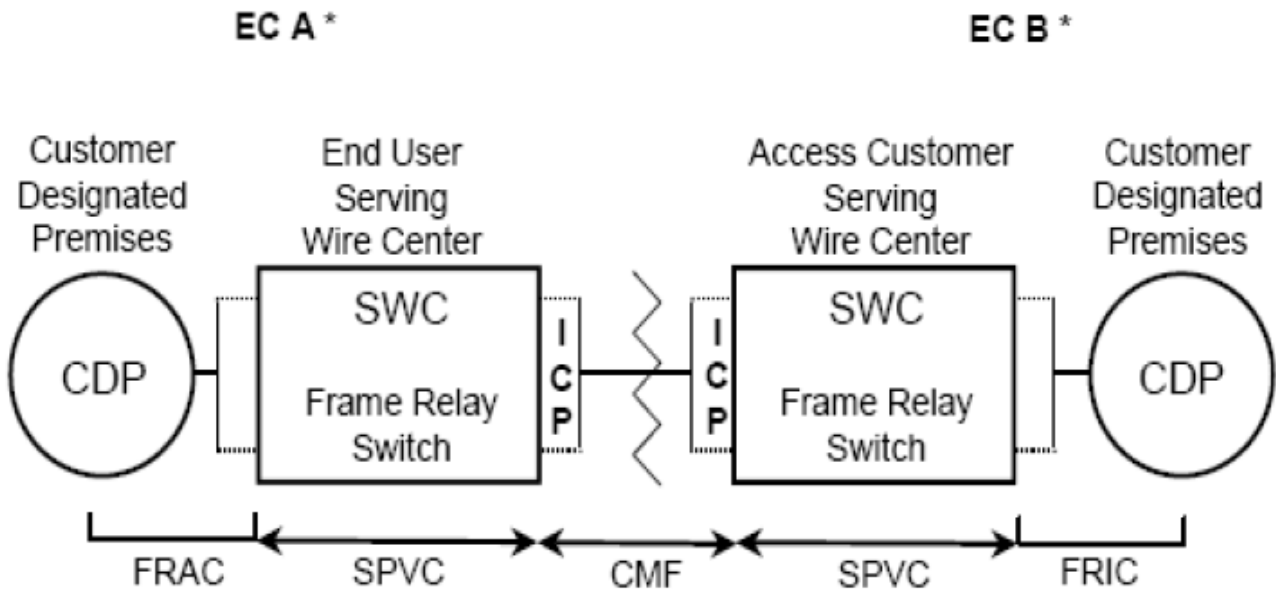 EC A *
EC B *
Customer
Designated
Premises
End User
Serving
Wire Center
Access Customer
Serving
Wire Center
Customer
Designated
Premises
CDP
SWC
Frame Relay
Switch
I
C
P
I
C
P
SWC
Frame Relay
Switch
CDP
FRAC
SPVC
CMF
SPVC
FRIC